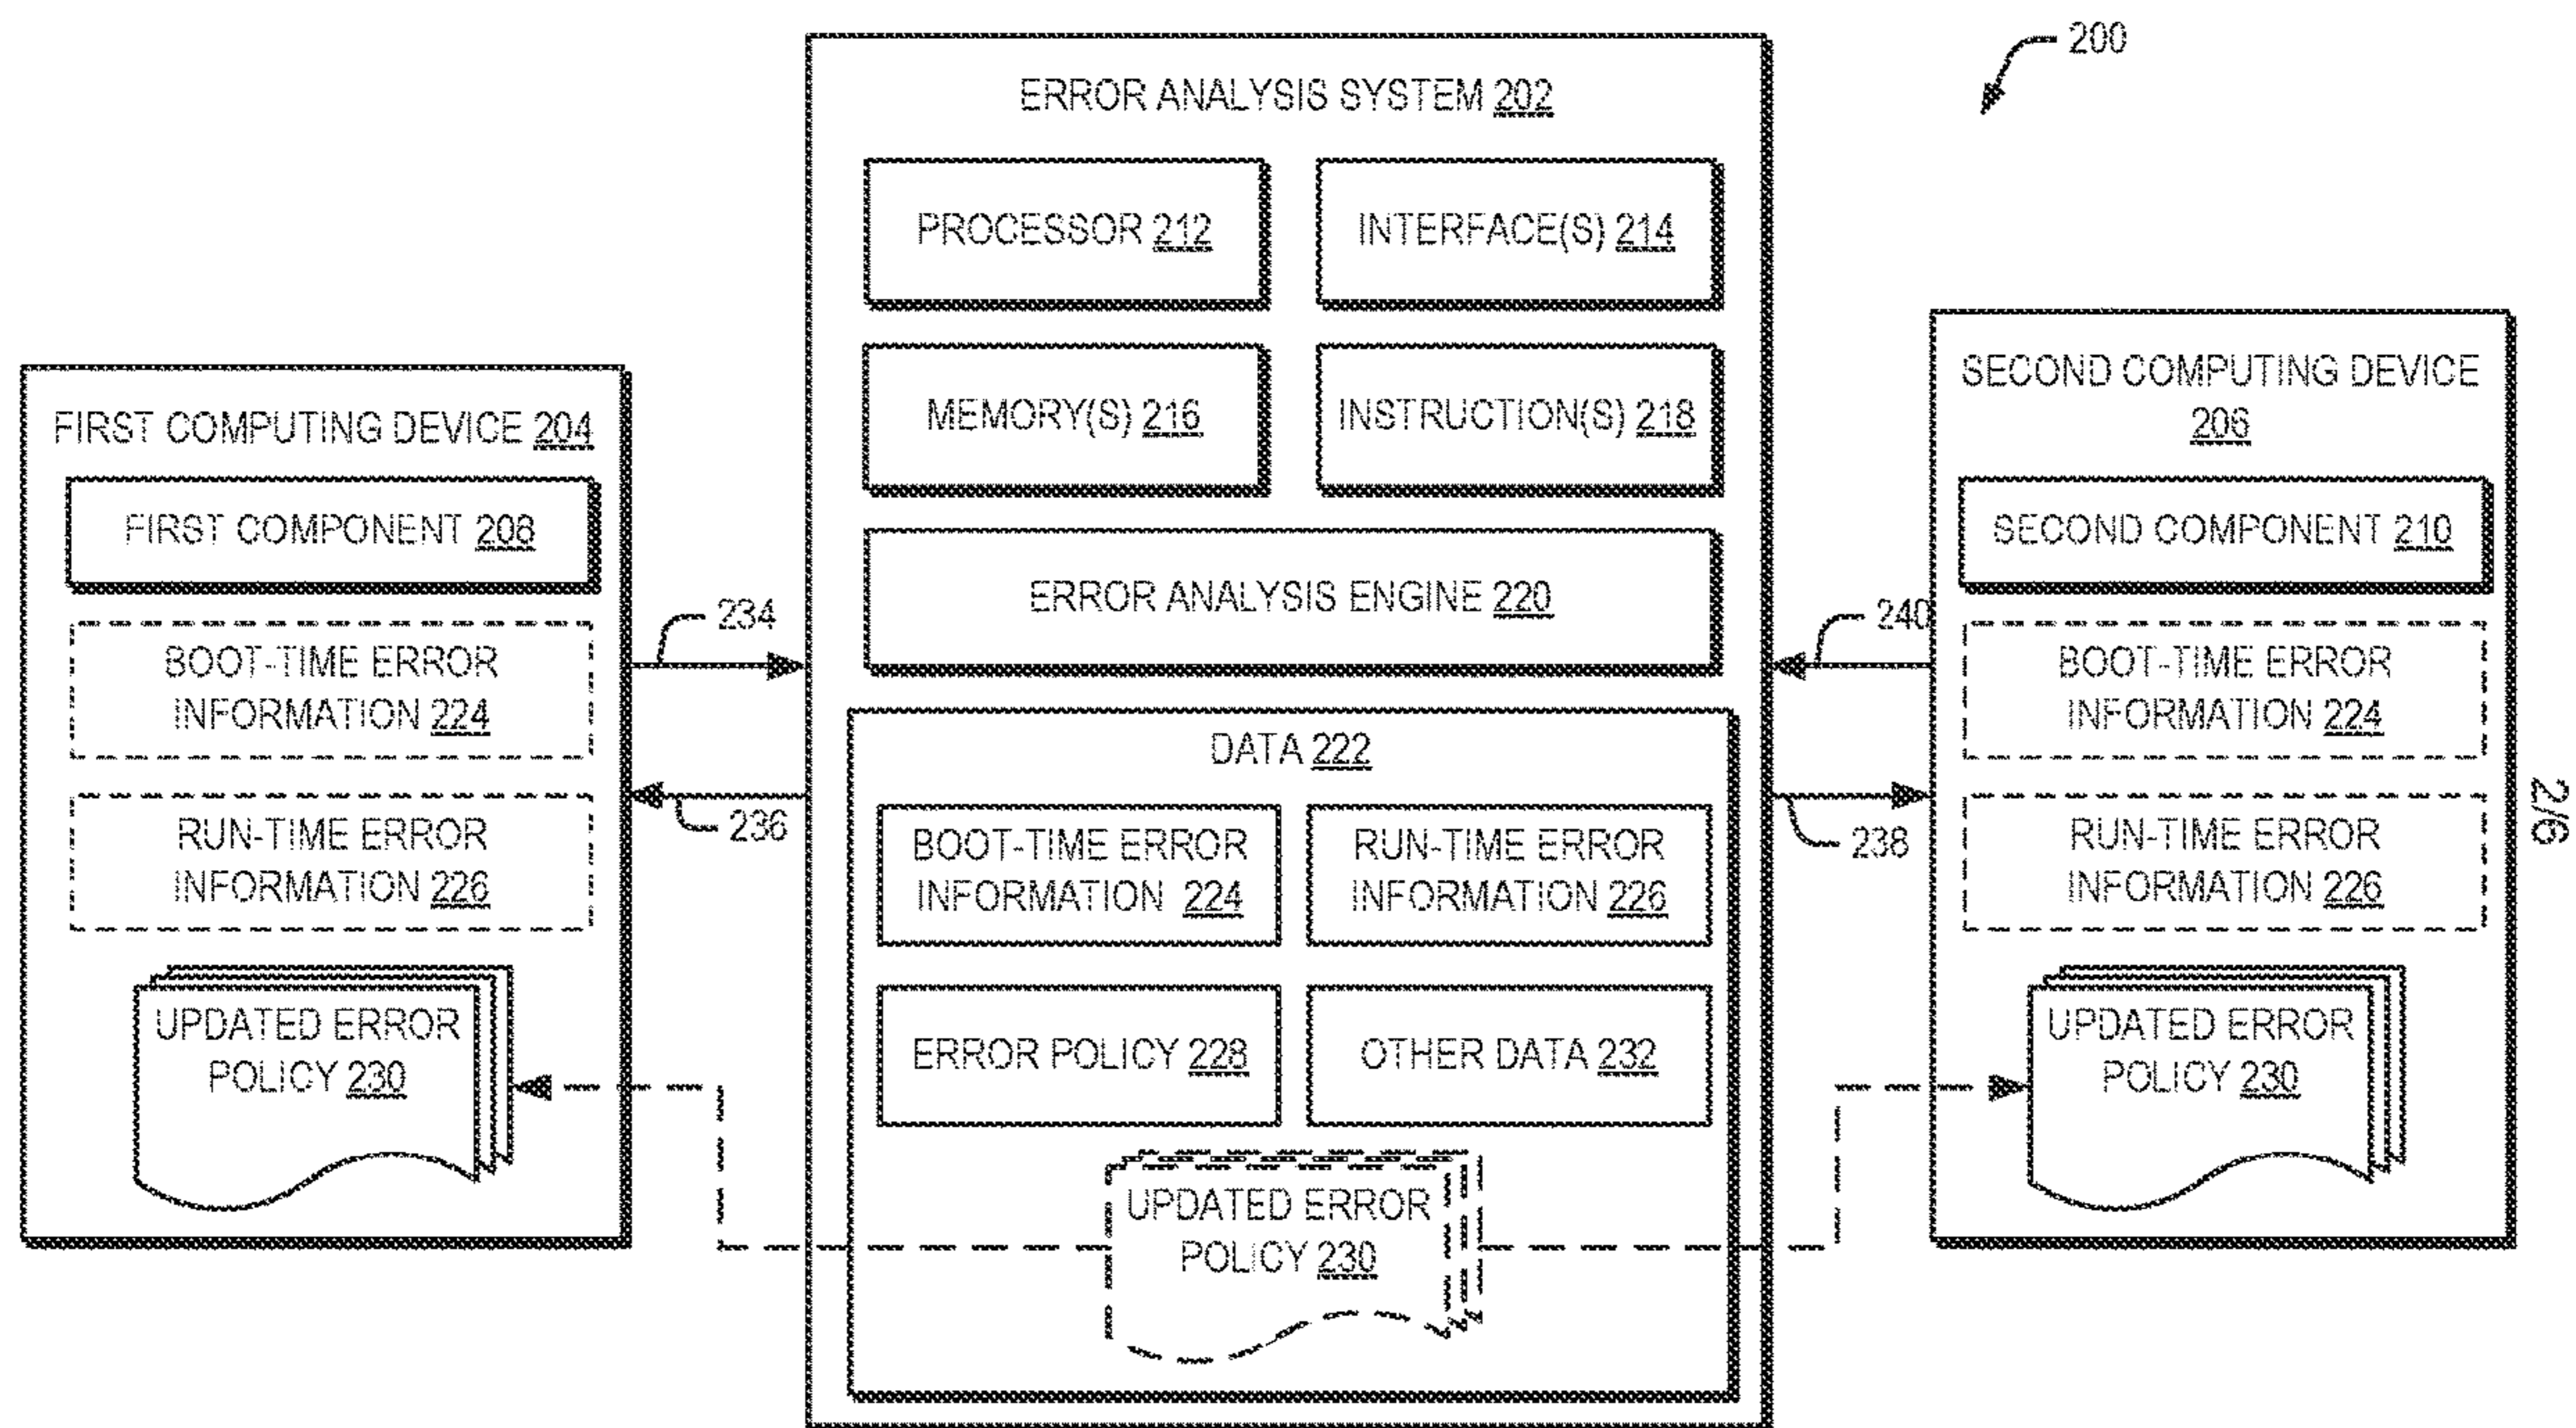 200
ERROR ANALYSIS SYSTEM 202
PROCESSOR 212
INTERFACE(S) 214
MEMORY(S) 216
INSTRUCTION(S) 218
ERROR ANALYSIS ENGINE 220
DATA 222
BOOT-TIME ERROR
INFORMATION 224
RUN-TIME ERROR
INFORMATION 226
ERROR POLICY 228
OTHER DATA 232
UPDATED ERROR
POLICY 230
FIRST COMPUTING DEVICE 204
FIRST COMPONENT 208
BOOT-TIME ERROR
INFORMATION 224
RUN-TIME ERROR
INFORMATION 226
UPDATED ERROR
POLICY 230
234
236
SECOND COMPUTING DEVICE
206
SECOND COMPONENT 210
BOOT-TIME ERROR
INFORMATION 224
RUN-TIME ERROR
INFORMATION 226
UPDATED ERROR
POLICY 230
240
238
2/6